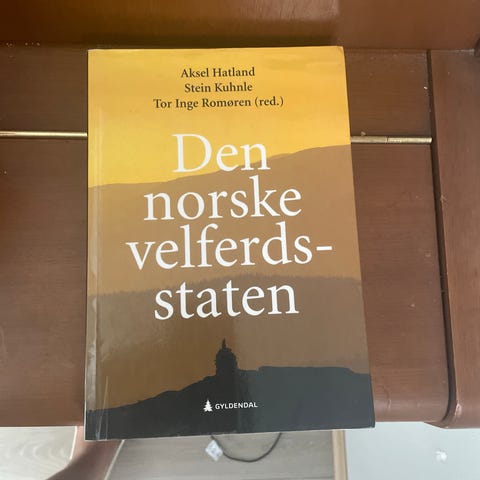 Aksel Hatland
Stein Kuhnle
Tor Inge Romøren (red.)
Den
norske
velferds-
staten
GYLDENDAL